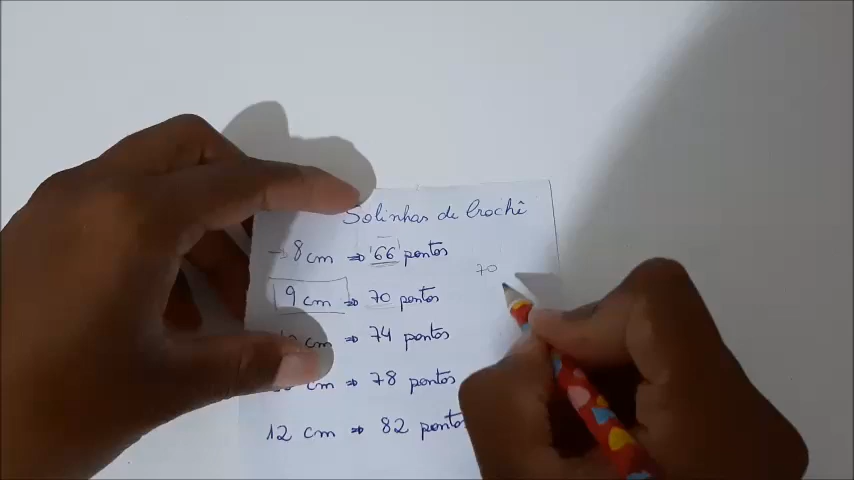 Solinhas de Crochê
→ 8 cm ⇒ 66 pontos
70
9 cm ⇒ 70 pontos
cm ⇒ 74 pontos
cm ⇒ 78 pontos
12 cm ⇒ 82 pontos